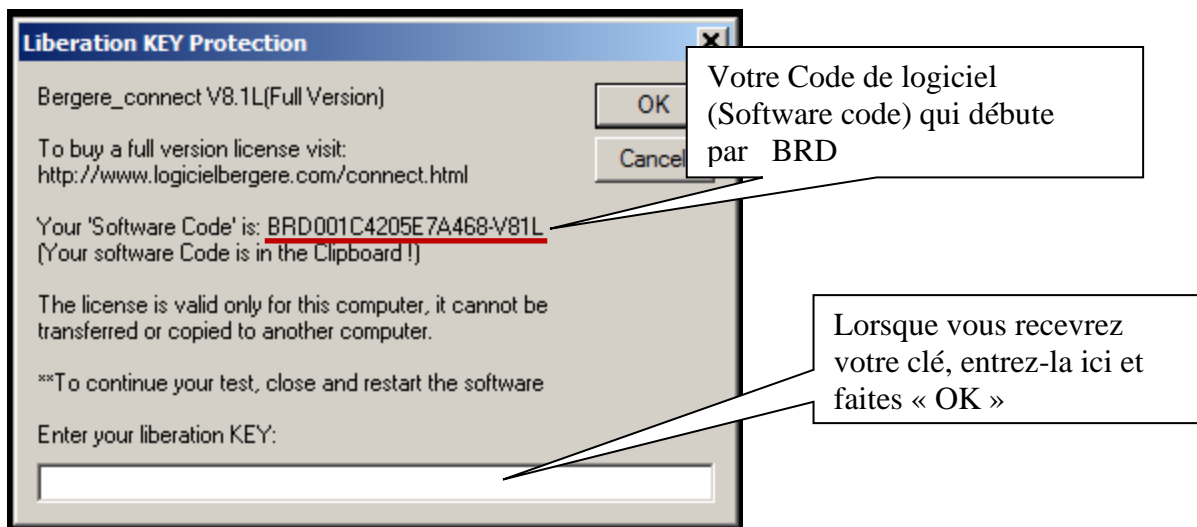 Liberation KEY Protection
Bergere_connect V8.1L(Full Version)
OK
To buy a full version license visit:
http://www.logicielbergere.com/connect.html
Cancel
Your 'Software Code' is: BRD001C4205E7A468-V81L
(Your software Code is in the Clipboard !)
The license is valid only for this computer, it cannot be
transferred or copied to another computer.
**To continue your test, close and restart the software
Enter your liberation KEY:
Votre Code de logiciel
(Software code) qui débute
par BRD
Lorsque vous recevrez
votre clé, entrez-la ici et
faites « OK »